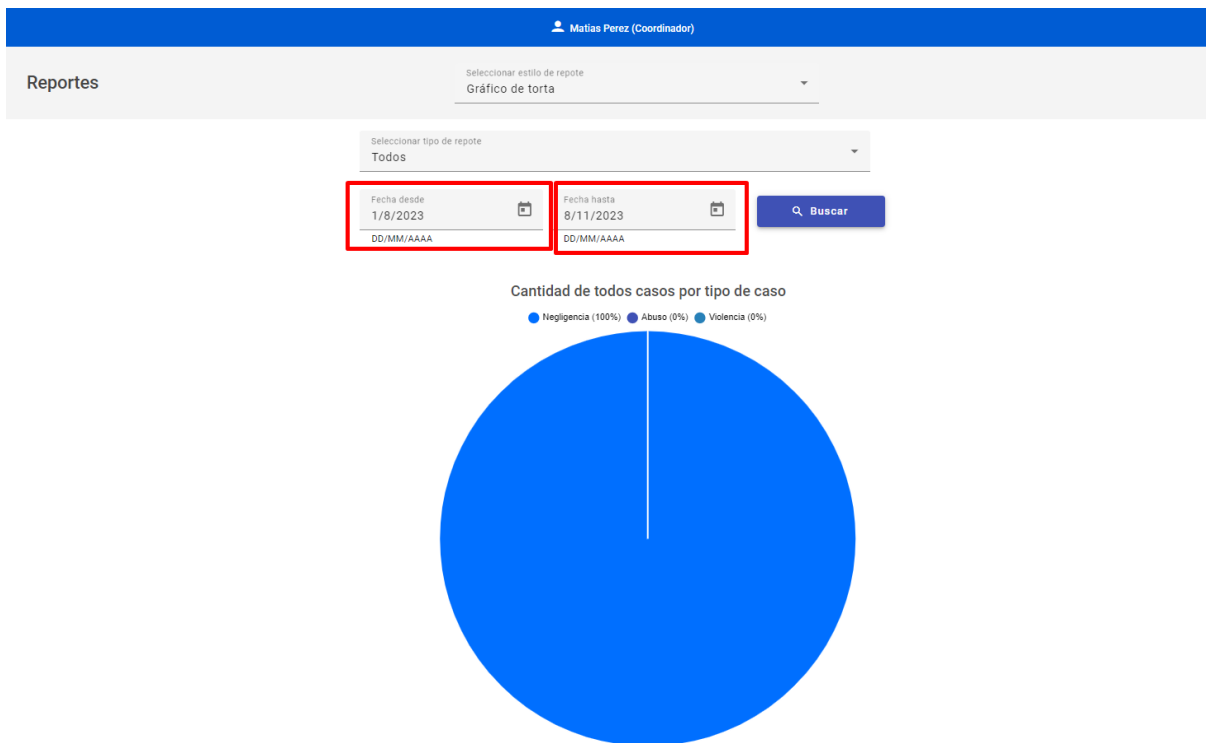 Matias Perez (Coordinador)
Reportes
Seleccionar estilo de repote
Gráfico de torta
Seleccionar tipo de repote
Todos
Fecha desde
1/8/2023
DD/MM/AAAA
Fecha hasta
8/11/2023
DD/MM/AAAA
Buscar
Cantidad de todos casos por tipo de caso
Negligencia (100%) Abuso (0%) Violencia (0%)